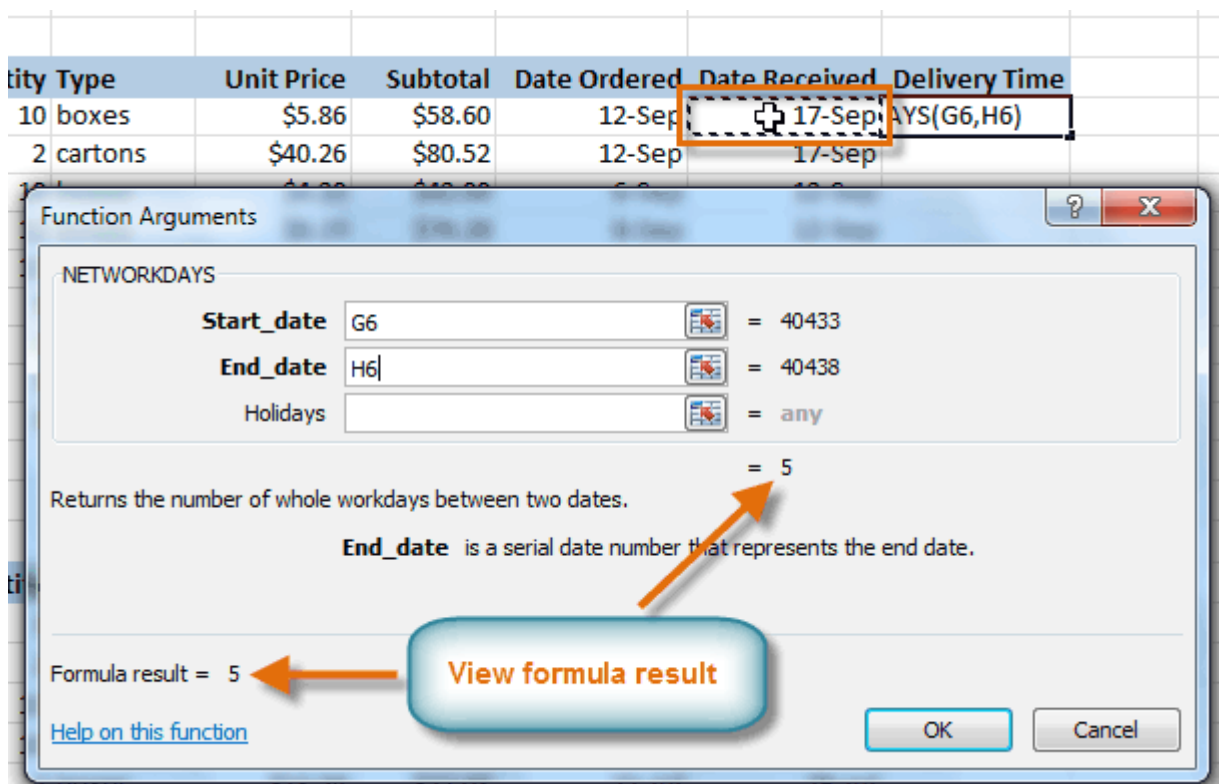 tity Type Unit Price Subtotal Date Ordered Date Received Delivery Time
10 boxes $5.86 $58.60 12-Sep 17-Sep AYS(G6,H6)
2 cartons $40.26 $80.52 12-Sep 17-Sep
Function Arguments
NETWORKDAYS
Start_date G6 = 40433
End_date H6 = 40438
Holidays = any
= 5
Returns the number of whole workdays between two dates.
End_date is a serial date number that represents the end date.
View formula result
Formula result = 5
Help on this function OK Cancel